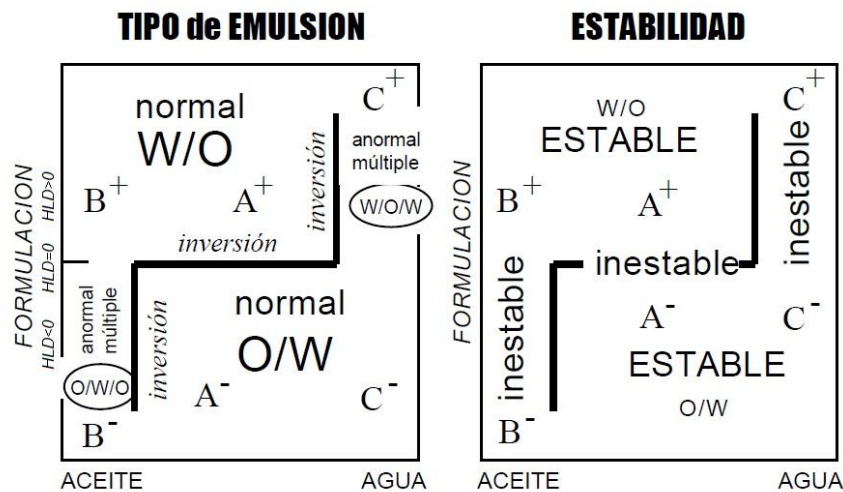 TIPO de EMULSION
C+
normal
W/O
anormal
múltiple
W/O/W
inversión
B+
A+
inversión
FORMULACION
HLD>0
HLD=0
HLD<0
anormal
múltiple
O/W/O
inversión
normal
O/W
A-
C-
B-
ACEITE
AGUA
ESTABILIDAD
C+
W/O
ESTABLE
inestable
B+
A+
FORMULACION
inestable
inestable
A-
C-
ESTABLE
O/W
B-
ACEITE
AGUA